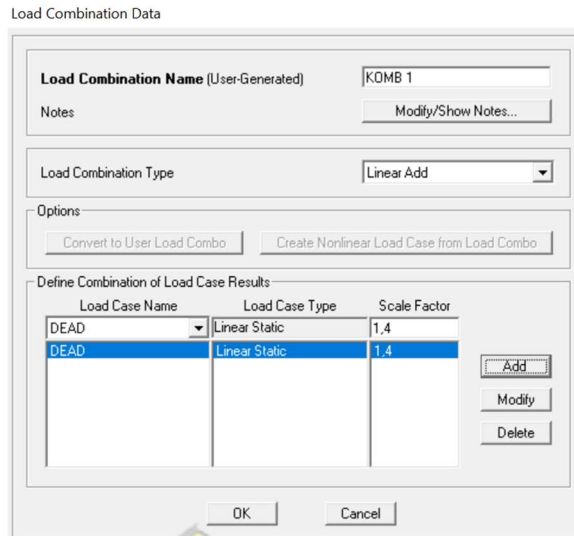 Load Combination Data
Load Combination Name (User-Generated) KOMB 1
Notes Modify/Show Notes...
Load Combination Type Linear Add
Options
Convert to User Load Combo Create Nonlinear Load Case from Load Combo
Define Combination of Load Case Results
Load Case Name Load Case Type Scale Factor
DEAD Linear Static 1,4
DEAD Linear Static 1,4
Add
Modify
Delete
OK Cancel